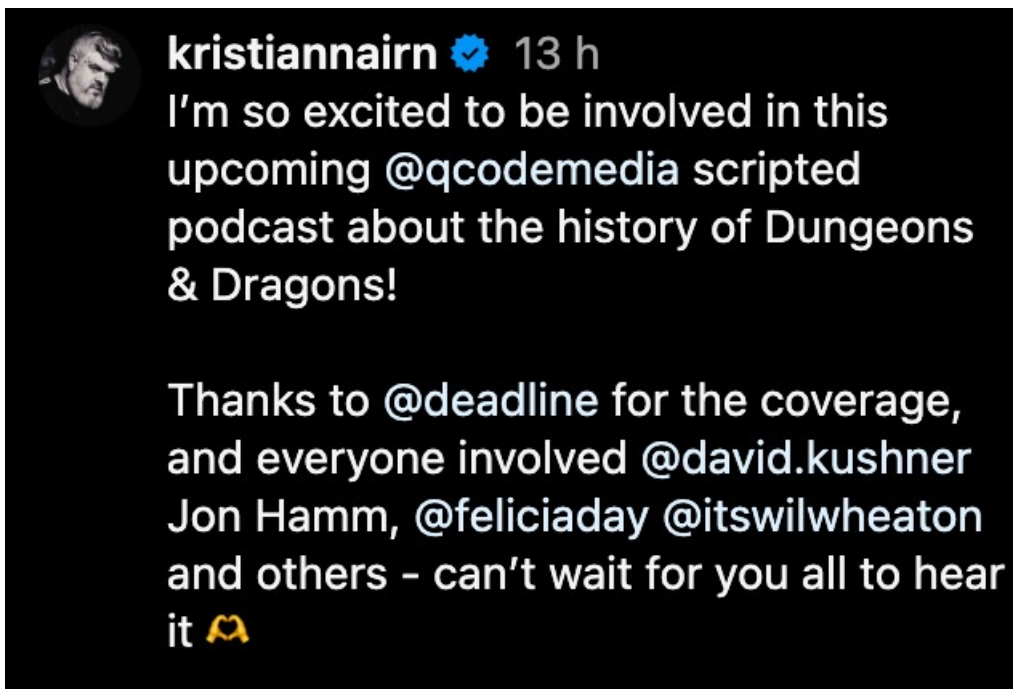 kristiannairn 13 h
I’m so excited to be involved in this
upcoming @qcodemedia scripted
podcast about the history of Dungeons
& Dragons!
Thanks to @deadline for the coverage,
and everyone involved @david.kushner
Jon Hamm, @feliciaday @itswilwheaton
and others - can’t wait for you all to hear
it 🫶